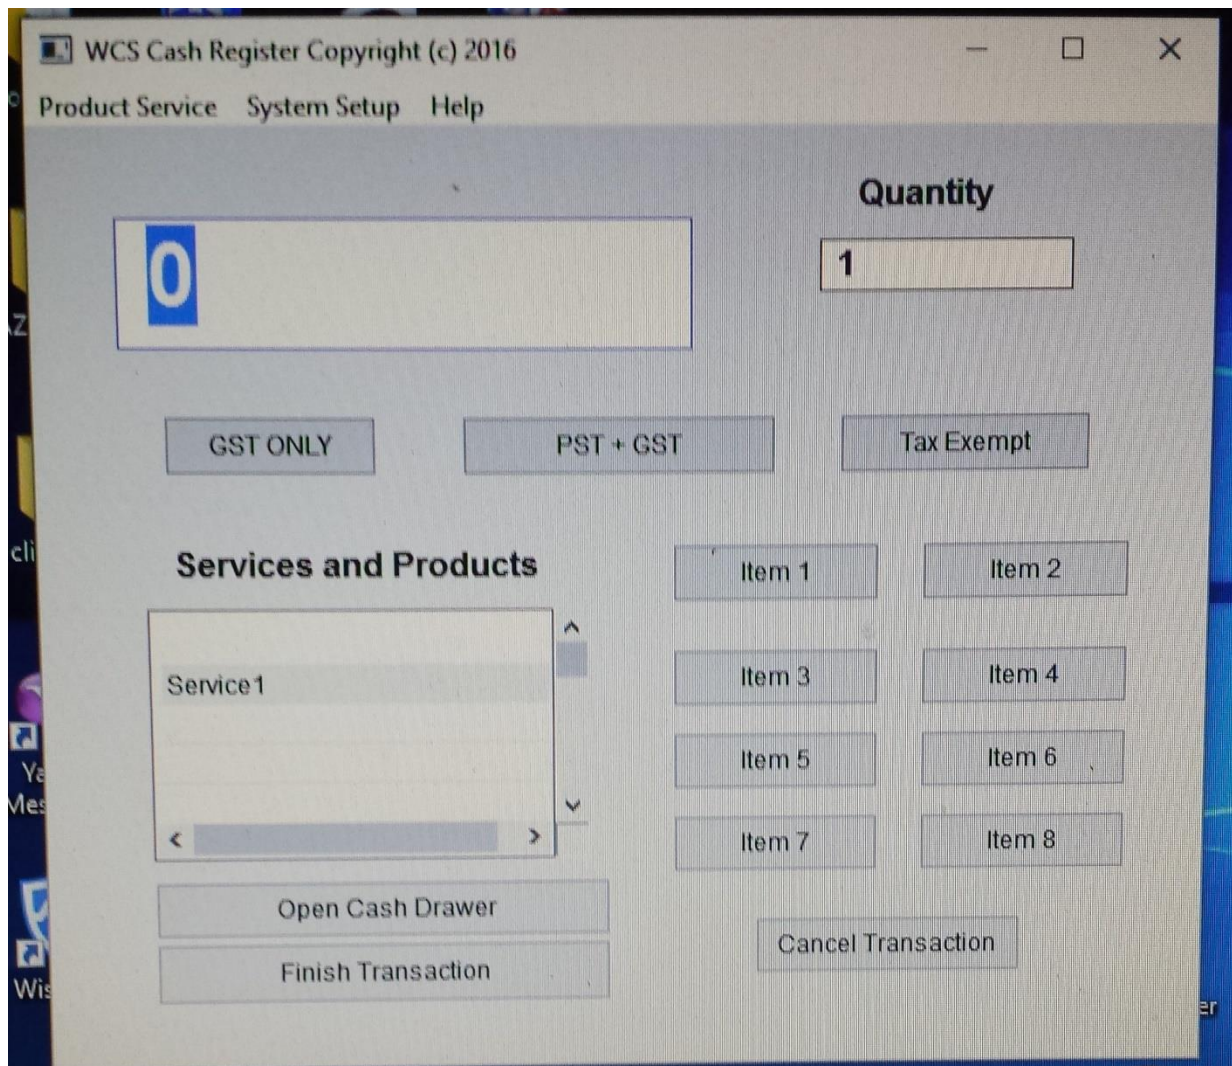 WCS Cash Register Copyright (c) 2016
Product Service System Setup Help
Quantity
0
1
GST ONLY PST + GST Tax Exempt
Services and Products
Item 1 Item 2
Service1
Item 3 Item 4
Item 5 Item 6
Item 7 Item 8
Open Cash Drawer
Cancel Transaction
Finish Transaction